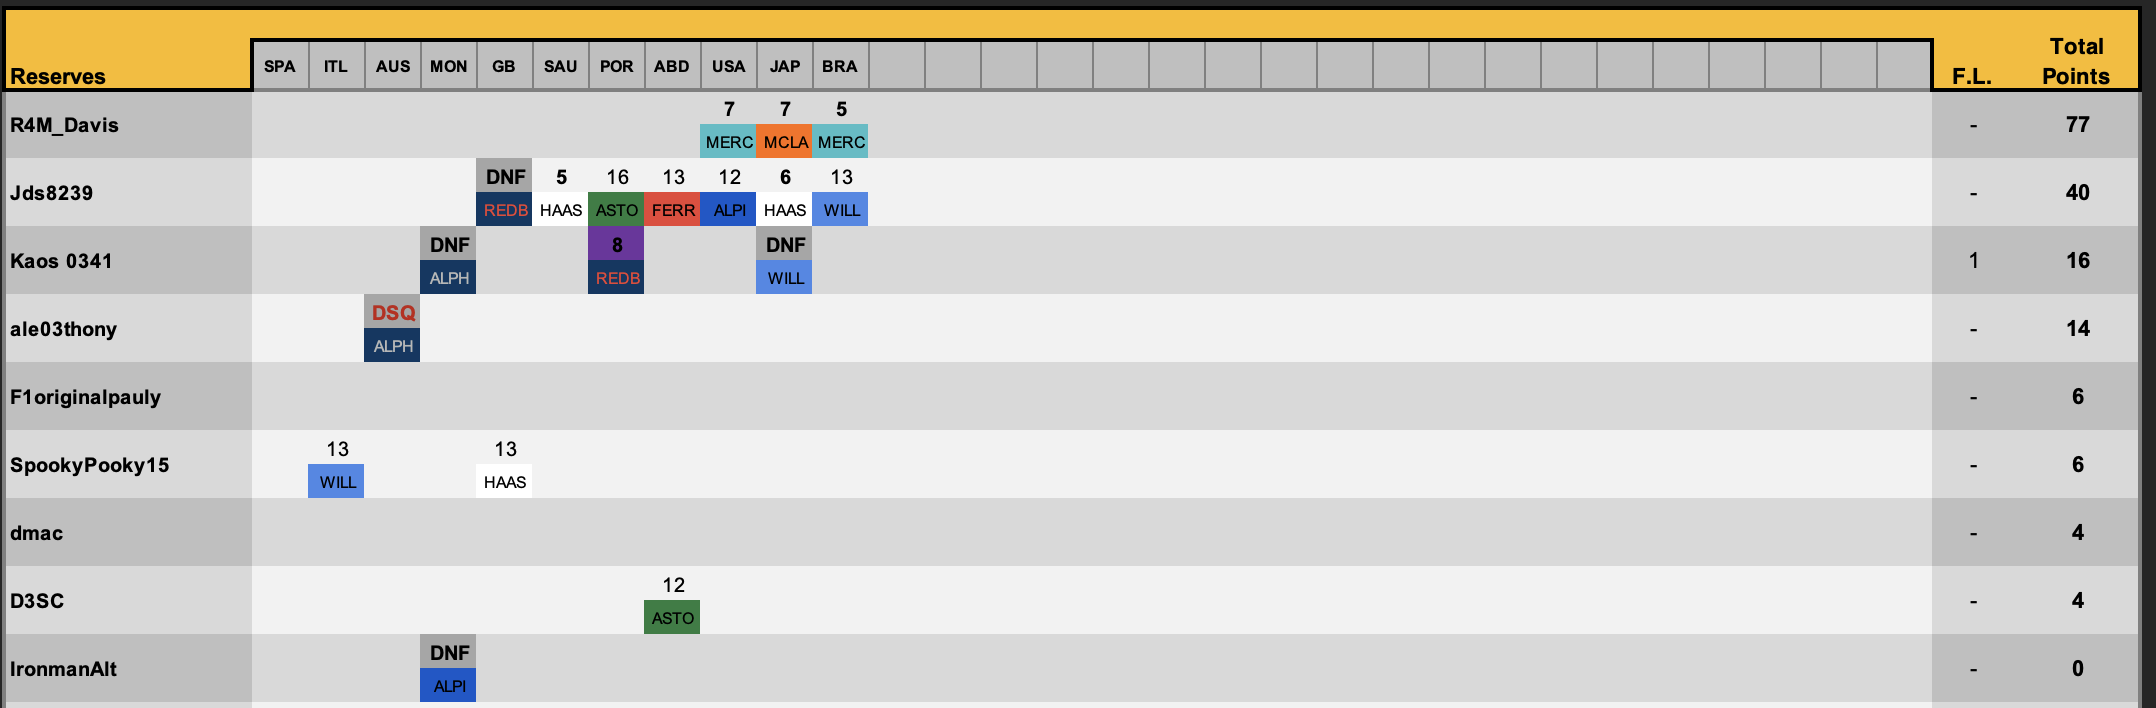 Reserves SPA ITL AUS MON GB SAU POR ABD USA JAP BRA F.L. Total Points
7 7 5
R4M_Davis - 77
MERC MCLA MERC
DNF 5 16 13 12 6 13
Jds8239 - 40
REDB HAAS ASTO FERR ALPI HAAS WILL
DNF 8 DNF
Kaos 0341 1 16
ALPH REDB WILL
DSQ
ale03thony - 14
ALPH
F1originalpauly - 6
13 13
SpookyPooky15 - 6
WILL HAAS
dmac - 4
12
D3SC - 4
ASTO
DNF
IronmanAlt - 0
ALPI